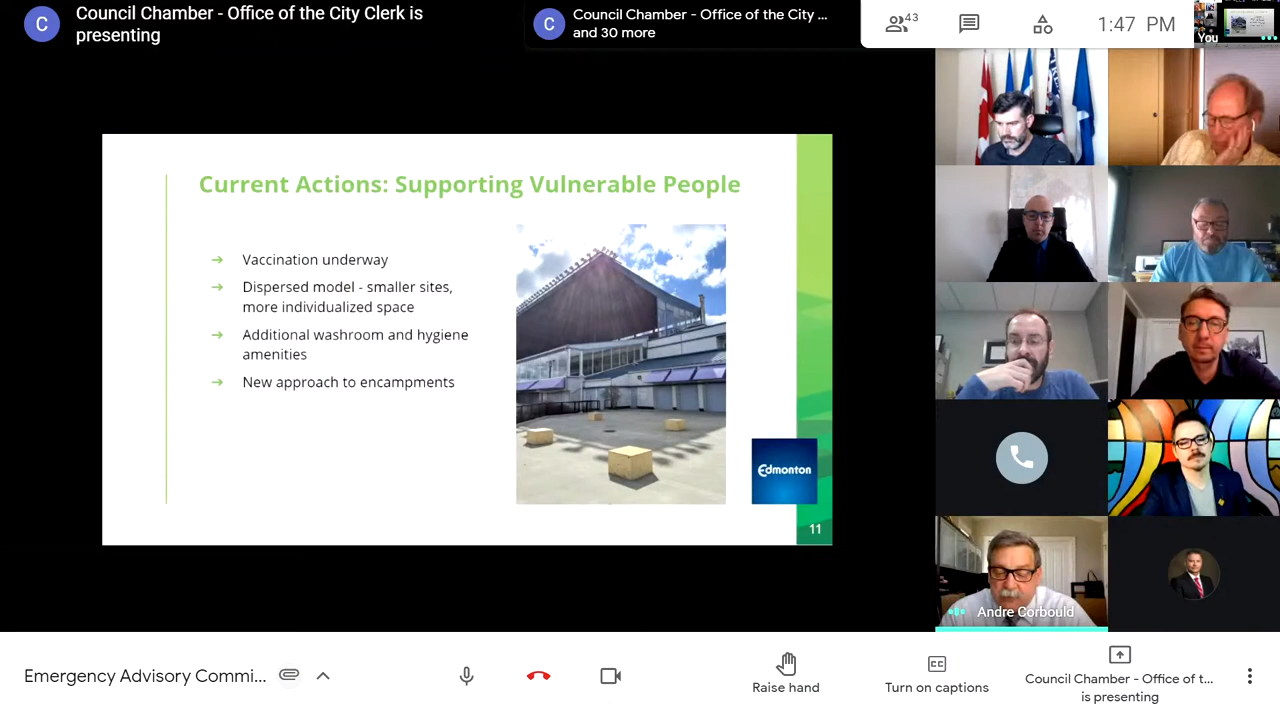 Council Chamber - Office of the City Clerk is
presenting
C
Council Chamber - Office of the City ...
and 30 more
C
43
1:47 PM
You
Current Actions: Supporting Vulnerable People
→ Vaccination underway
→ Dispersed model - smaller sites,
more individualized space
→ Additional washroom and hygiene
amenities
→ New approach to encampments
Edmonton
11
Andre Corbould
Emergency Advisory Commi...
Raise hand
Turn on captions
Council Chamber - Office of t...
is presenting